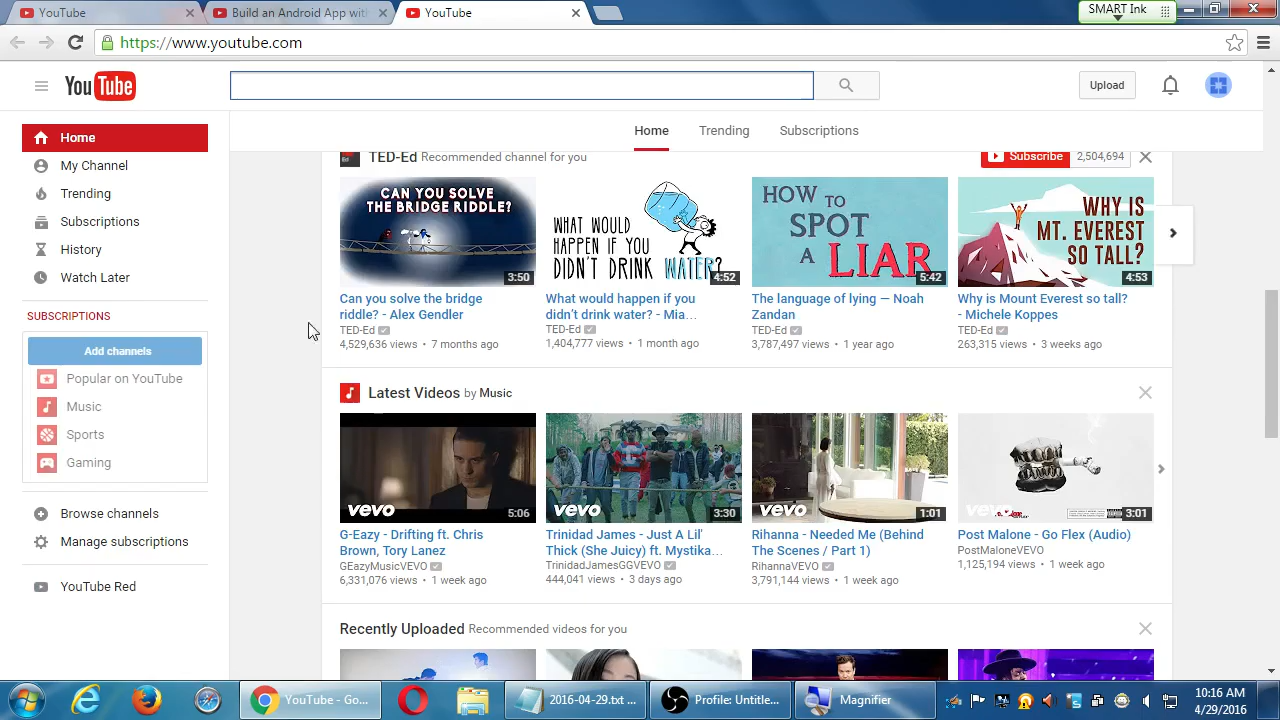 YouTube
Build an Android App with
YouTube
SMART Ink
https://www.youtube.com
YouTube
Upload
Home
Trending
Subscriptions
Home
My Channel
Trending
Subscriptions
History
Watch Later
SUBSCRIPTIONS
Add channels
Popular on YouTube
Music
Sports
Gaming
Browse channels
Manage subscriptions
YouTube Red
TED-Ed Recommended channel for you
Subscribe 2,504,694
CAN YOU SOLVE
THE BRIDGE RIDDLE?
3:50
WHAT WOULD
HAPPEN IF YOU
DIDN'T DRINK WATER?
4:52
HOW TO
SPOT
A LIAR
5:42
WHY IS
MT. EVEREST
SO TALL?
4:53
Can you solve the bridge
riddle? - Alex Gendler
TED-Ed
4,529,636 views • 7 months ago
What would happen if you
didn't drink water? - Mia...
TED-Ed
1,404,777 views • 1 month ago
The language of lying — Noah
Zandan
TED-Ed
3,787,497 views • 1 year ago
Why is Mount Everest so tall?
- Michele Koppes
TED-Ed
263,315 views • 3 weeks ago
Latest Videos by Music
vevo
5:06
vevo
3:30
vevo
1:01
vevo
3:01
G-Eazy - Drifting ft. Chris
Brown, Tory Lanez
GEazyMusicVEVO
6,331,076 views • 1 week ago
Trinidad James - Just A Lil'
Thick (She Juicy) ft. Mystika...
TrinidadJamesGGVEVO
444,041 views • 3 days ago
Rihanna - Needed Me (Behind
The Scenes / Part 1)
RihannaVEVO
3,791,144 views • 1 week ago
Post Malone - Go Flex (Audio)
PostMaloneVEVO
1,125,194 views • 1 week ago
Recently Uploaded Recommended videos for you
YouTube - Go...
2016-04-29.txt ...
Profile: Untitle...
Magnifier
10:16 AM
4/29/2016